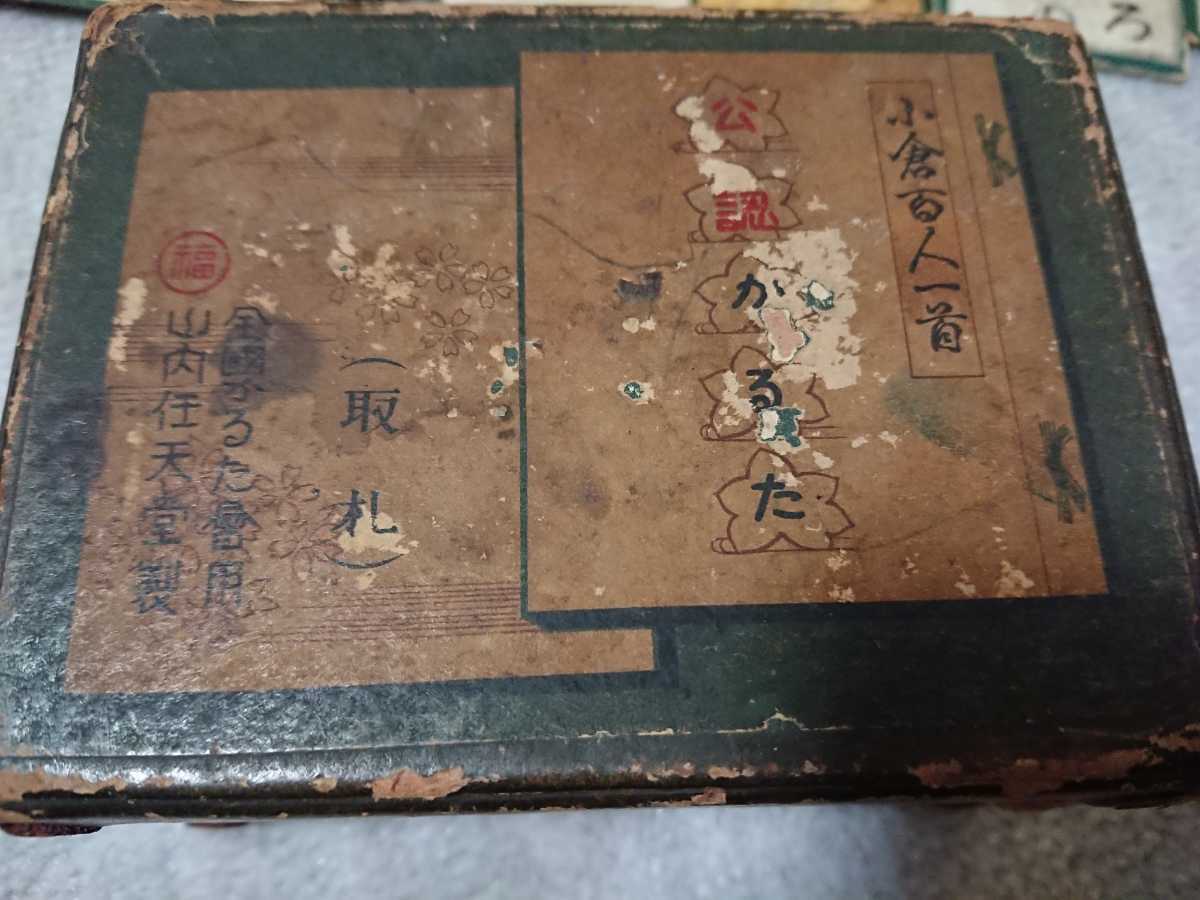 小倉百人一首
公認かるた
(取札)
全國かるた會用
福
山内任天堂製
ろ